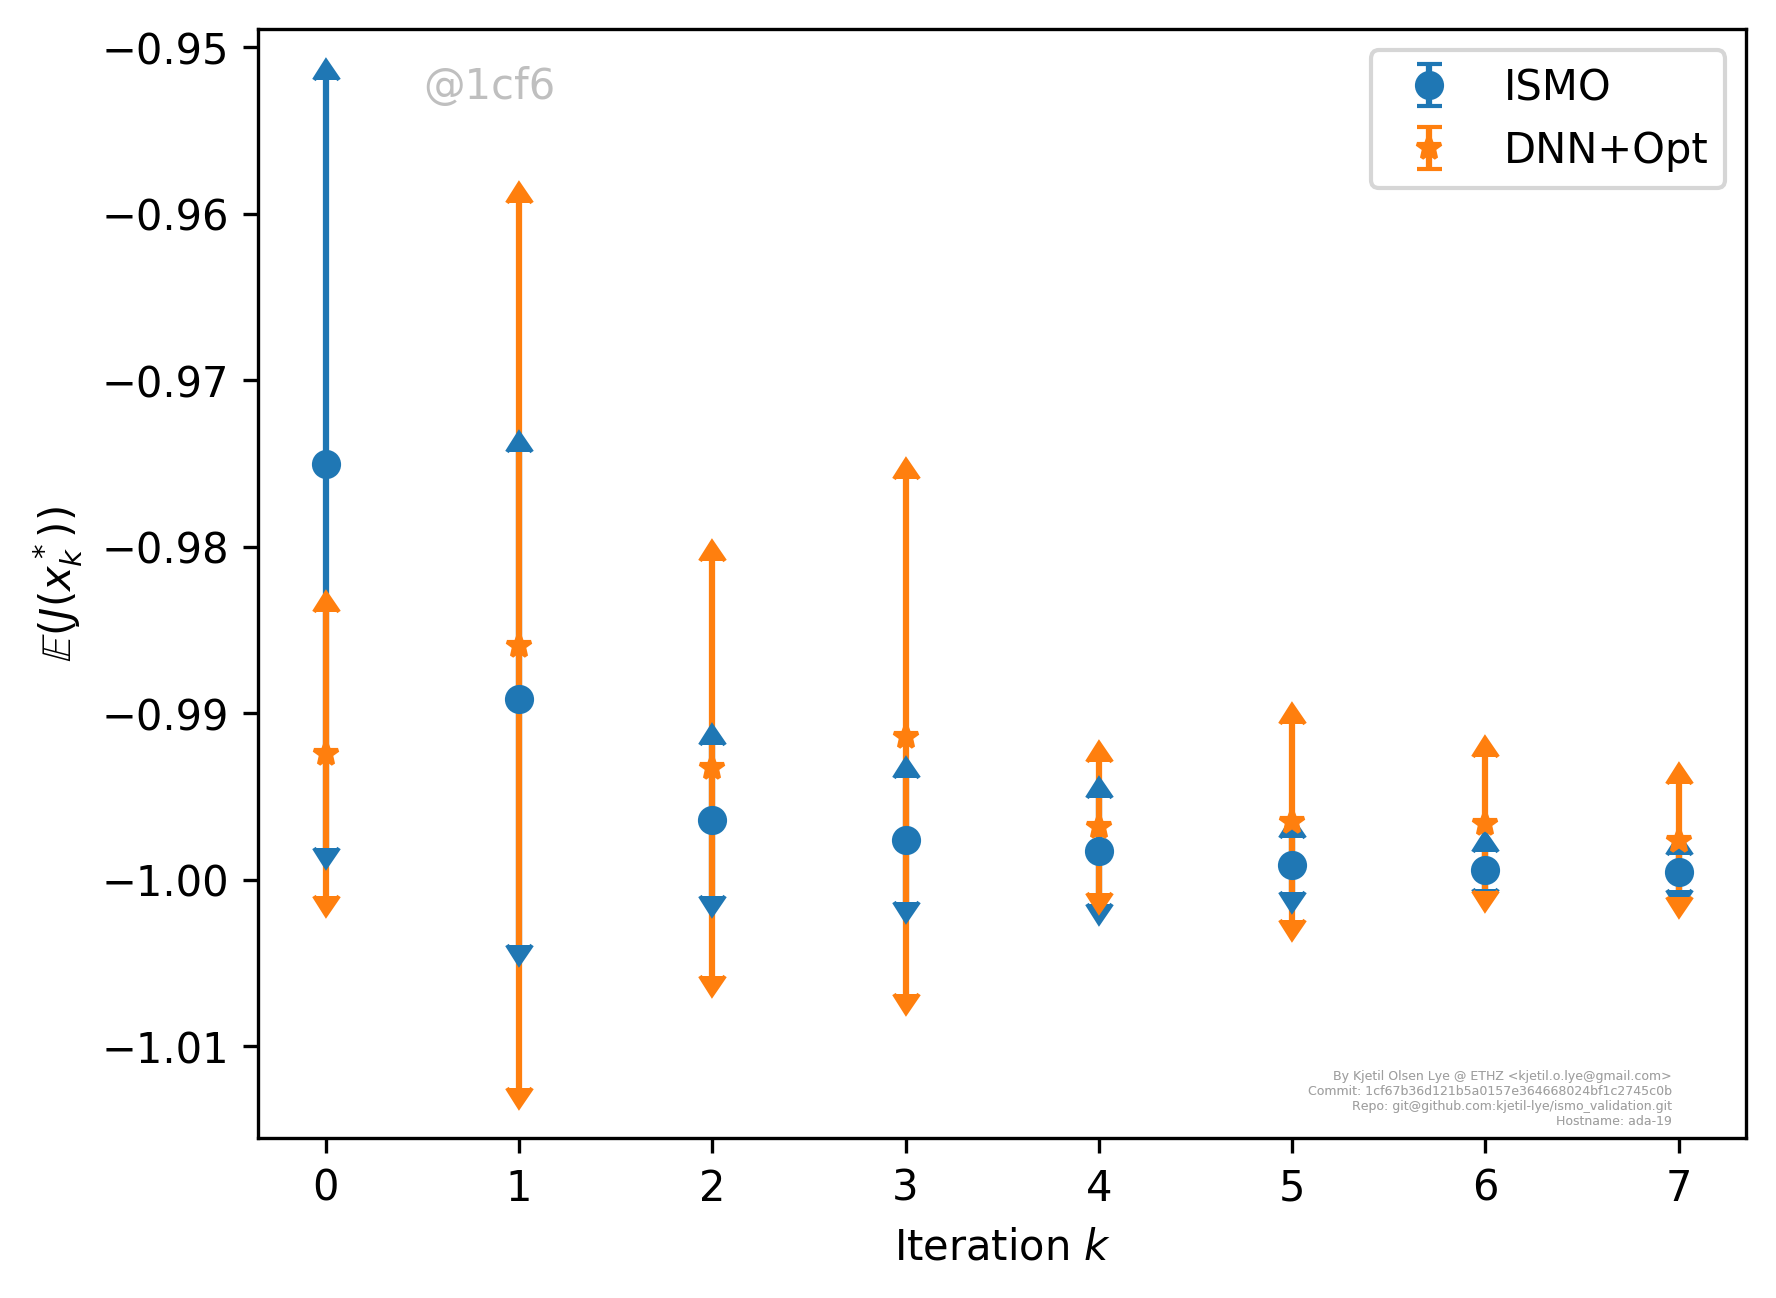 @1cf6
ISMO
DNN+Opt
−0.95
−0.96
−0.97
−0.98
−0.99
−1.00
−1.01
𝔼(J(x*k))
0 1 2 3 4 5 6 7
Iteration k
By Kjetil Olsen Lye @ ETHZ <kjetil.o.lye@gmail.com>
Commit: 1cf67b36d121b5a0157e364668024bf1c2745c0b
Repo: git@github.com:kjetil-lye/ismo_validation.git
Hostname: ada-19